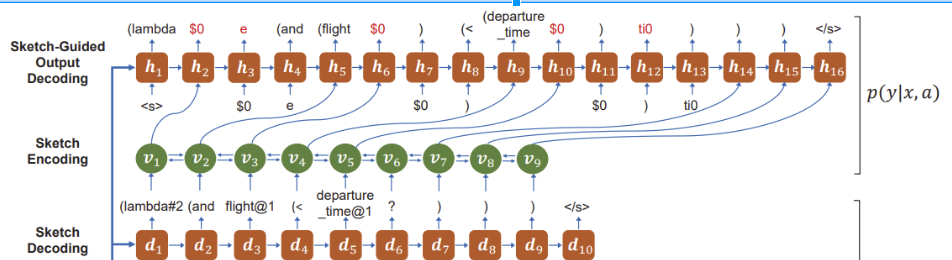 (lambda $0 e (and (flight $0 ) (< (departure _time $0 ) ti0 ) ) ) </s>
Sketch-Guided
Output
Decoding
h1 h2 h3 h4 h5 h6 h7 h8 h9 h10 h11 h12 h13 h14 h15 h16
p(y|x, a)
<s> $0 e $0 ) $0 ) ti0
Sketch
Encoding
v1 v2 v3 v4 v5 v6 v7 v8 v9
(lambda#2 (and flight@1 (< departure _time@1 ? ) ) ) </s>
Sketch
Decoding
d1 d2 d3 d4 d5 d6 d7 d8 d9 d10